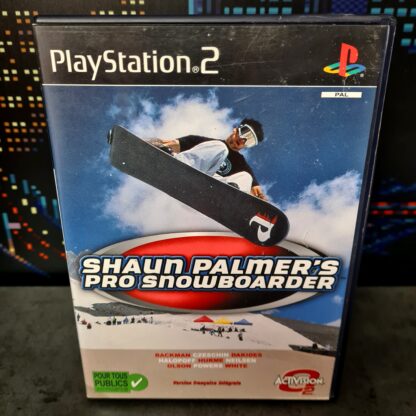 PlayStation®2
PAL
SHAUN PALMER'S
PRO SNOWBOARDER
BACKMAN CZESCHIN DAKIDES
HALOPOFF HURME NEILSEN
OLSON POWERS WHITE
POUR TOUS
PUBLICS
Version Française Intégrale
ACTIVISION
O2